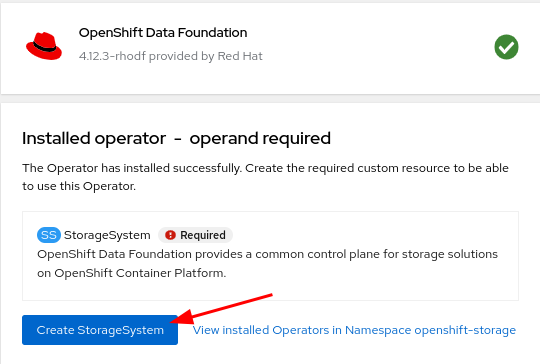 OpenShift Data Foundation
4.12.3-rhodf provided by Red Hat
Installed operator - operand required
The Operator has installed successfully. Create the required custom resource to be able
to use this Operator.
SS StorageSystem Required
OpenShift Data Foundation provides a common control plane for storage solutions
on OpenShift Container Platform.
Create StorageSystem View installed Operators in Namespace openshift-storage